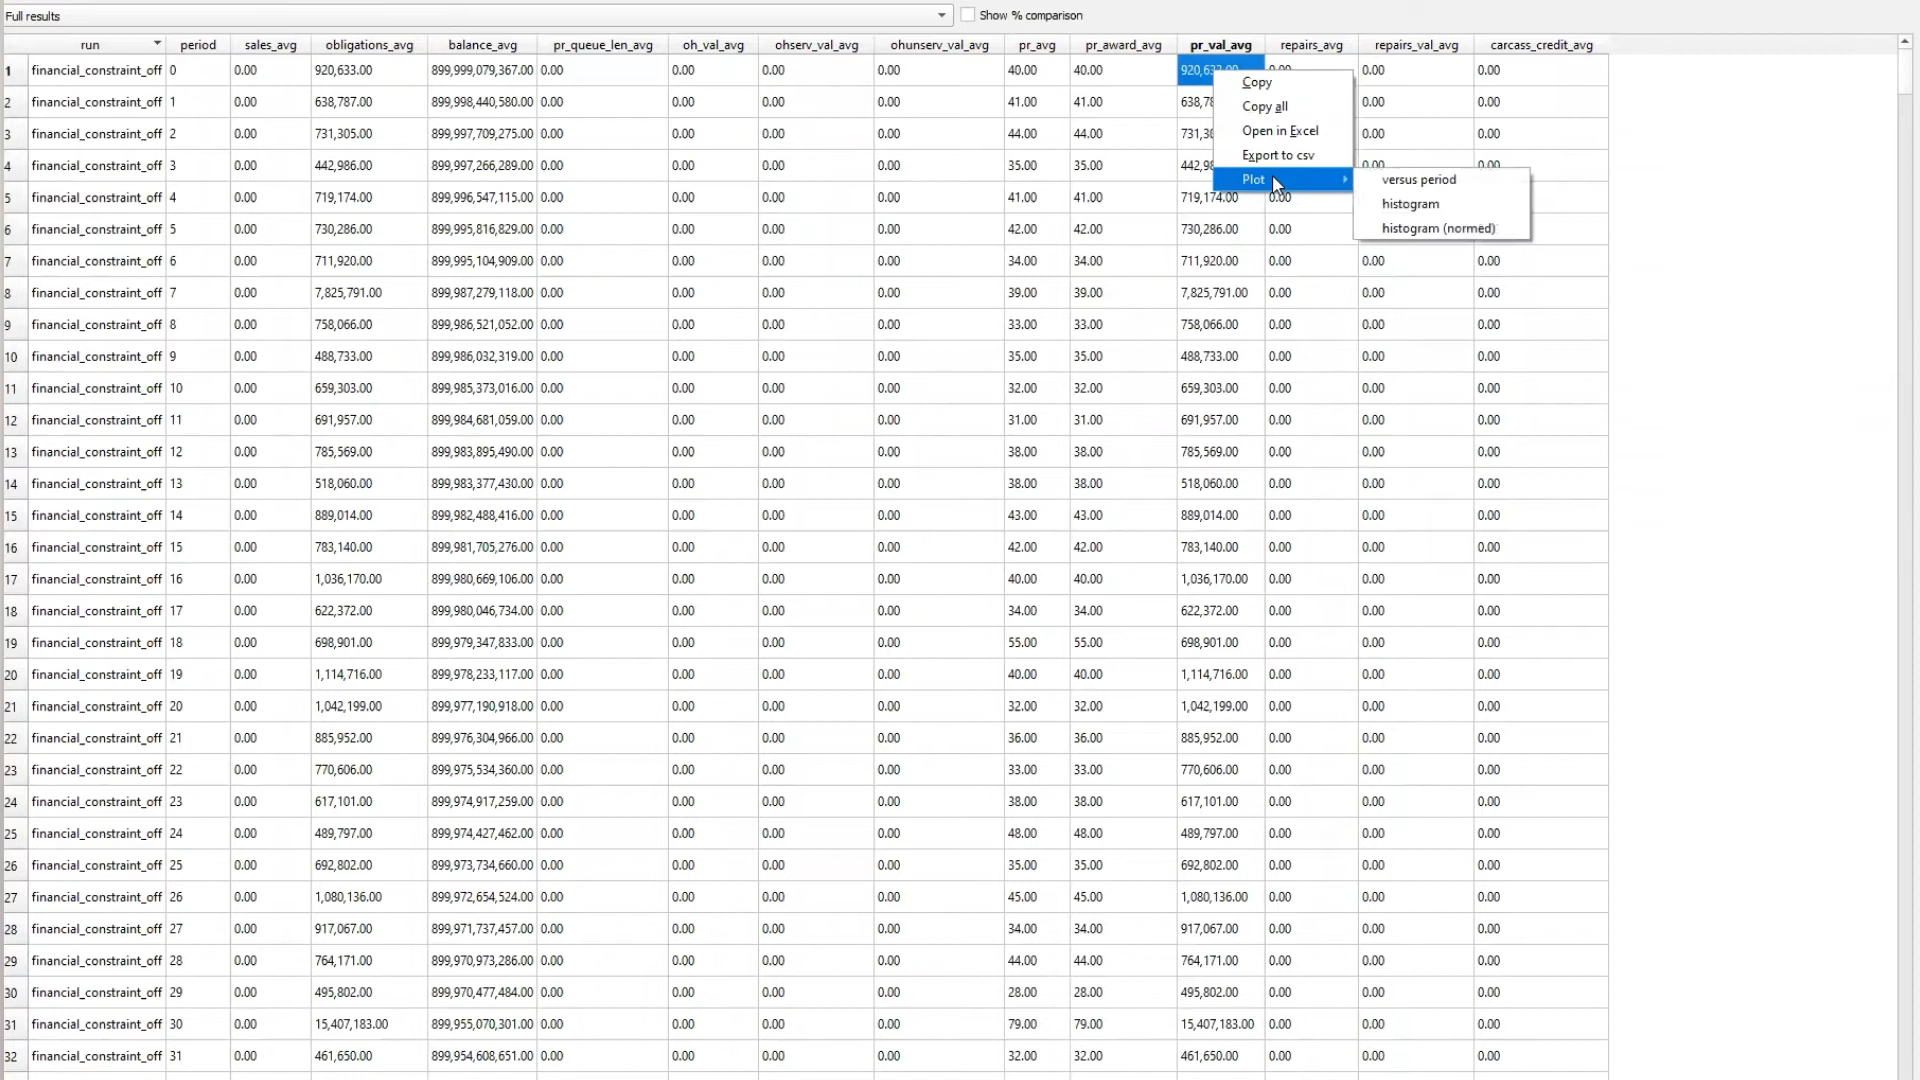 Full results Show % comparison
run period sales_avg obligations_avg balance_avg pr_queue_len_avg oh_val_avg ohserv_val_avg ohunserv_val_avg pr_avg pr_award_avg pr_val_avg repairs_avg repairs_val_avg carcass_credit_avg
1 financial_constraint_off 0 0.00 920,633.00 899,999,079,367.00 0.00 0.00 0.00 0.00 40.00 40.00 0.00 0.00
Copy
2 financial_constraint_off 1 0.00 638,787.00 899,998,440,580.00 0.00 0.00 0.00 0.00 41.00 41.00 0.00 0.00
Copy all
3 financial_constraint_off 2 0.00 731,305.00 899,997,709,275.00 0.00 0.00 0.00 0.00 44.00 44.00 0.00 0.00
Open in Excel
Export to csv
4 financial_constraint_off 3 0.00 442,986.00 899,997,266,289.00 0.00 0.00 0.00 0.00 35.00 35.00 0.00 0.00
Plot versus period
5 financial_constraint_off 4 0.00 719,174.00 899,996,547,115.00 0.00 0.00 0.00 0.00 41.00 41.00 719,174.00 0.00
histogram
6 financial_constraint_off 5 0.00 730,286.00 899,995,816,829.00 0.00 0.00 0.00 0.00 42.00 42.00 730,286.00 0.00
histogram (normed)
7 financial_constraint_off 6 0.00 711,920.00 899,995,104,909.00 0.00 0.00 0.00 0.00 34.00 34.00 711,920.00 0.00 0.00 0.00
8 financial_constraint_off 7 0.00 7,825,791.00 899,987,279,118.00 0.00 0.00 0.00 0.00 39.00 39.00 7,825,791.00 0.00 0.00 0.00
9 financial_constraint_off 8 0.00 758,066.00 899,986,521,052.00 0.00 0.00 0.00 0.00 33.00 33.00 758,066.00 0.00 0.00 0.00
10 financial_constraint_off 9 0.00 488,733.00 899,986,032,319.00 0.00 0.00 0.00 0.00 35.00 35.00 488,733.00 0.00 0.00 0.00
11 financial_constraint_off 10 0.00 659,303.00 899,985,373,016.00 0.00 0.00 0.00 0.00 32.00 32.00 659,303.00 0.00 0.00 0.00
12 financial_constraint_off 11 0.00 691,957.00 899,984,681,059.00 0.00 0.00 0.00 0.00 31.00 31.00 691,957.00 0.00 0.00 0.00
13 financial_constraint_off 12 0.00 785,569.00 899,983,895,490.00 0.00 0.00 0.00 0.00 38.00 38.00 785,569.00 0.00 0.00 0.00
14 financial_constraint_off 13 0.00 518,060.00 899,983,377,430.00 0.00 0.00 0.00 0.00 38.00 38.00 518,060.00 0.00 0.00 0.00
15 financial_constraint_off 14 0.00 889,014.00 899,982,488,416.00 0.00 0.00 0.00 0.00 43.00 43.00 889,014.00 0.00 0.00 0.00
16 financial_constraint_off 15 0.00 783,140.00 899,981,705,276.00 0.00 0.00 0.00 0.00 42.00 42.00 783,140.00 0.00 0.00 0.00
17 financial_constraint_off 16 0.00 1,036,170.00 899,980,669,106.00 0.00 0.00 0.00 0.00 40.00 40.00 1,036,170.00 0.00 0.00 0.00
18 financial_constraint_off 17 0.00 622,372.00 899,980,046,734.00 0.00 0.00 0.00 0.00 34.00 34.00 622,372.00 0.00 0.00 0.00
19 financial_constraint_off 18 0.00 698,901.00 899,979,347,833.00 0.00 0.00 0.00 0.00 55.00 55.00 698,901.00 0.00 0.00 0.00
20 financial_constraint_off 19 0.00 1,114,716.00 899,978,233,117.00 0.00 0.00 0.00 0.00 40.00 40.00 1,114,716.00 0.00 0.00 0.00
21 financial_constraint_off 20 0.00 1,042,199.00 899,977,190,918.00 0.00 0.00 0.00 0.00 32.00 32.00 1,042,199.00 0.00 0.00 0.00
22 financial_constraint_off 21 0.00 885,952.00 899,976,304,966.00 0.00 0.00 0.00 0.00 36.00 36.00 885,952.00 0.00 0.00 0.00
23 financial_constraint_off 22 0.00 770,606.00 899,975,534,360.00 0.00 0.00 0.00 0.00 33.00 33.00 770,606.00 0.00 0.00 0.00
24 financial_constraint_off 23 0.00 617,101.00 899,974,917,259.00 0.00 0.00 0.00 0.00 38.00 38.00 617,101.00 0.00 0.00 0.00
25 financial_constraint_off 24 0.00 489,797.00 899,974,427,462.00 0.00 0.00 0.00 0.00 48.00 48.00 489,797.00 0.00 0.00 0.00
26 financial_constraint_off 25 0.00 692,802.00 899,973,734,660.00 0.00 0.00 0.00 0.00 35.00 35.00 692,802.00 0.00 0.00 0.00
27 financial_constraint_off 26 0.00 1,080,136.00 899,972,654,524.00 0.00 0.00 0.00 0.00 45.00 45.00 1,080,136.00 0.00 0.00 0.00
28 financial_constraint_off 27 0.00 917,067.00 899,971,737,457.00 0.00 0.00 0.00 0.00 34.00 34.00 917,067.00 0.00 0.00 0.00
29 financial_constraint_off 28 0.00 764,171.00 899,970,973,286.00 0.00 0.00 0.00 0.00 44.00 44.00 764,171.00 0.00 0.00 0.00
30 financial_constraint_off 29 0.00 495,802.00 899,970,477,484.00 0.00 0.00 0.00 0.00 28.00 28.00 495,802.00 0.00 0.00 0.00
31 financial_constraint_off 30 0.00 15,407,183.00 899,955,070,301.00 0.00 0.00 0.00 0.00 79.00 79.00 15,407,183.00 0.00 0.00 0.00
32 financial_constraint_off 31 0.00 461,650.00 899,954,608,651.00 0.00 0.00 0.00 0.00 32.00 32.00 461,650.00 0.00 0.00 0.00